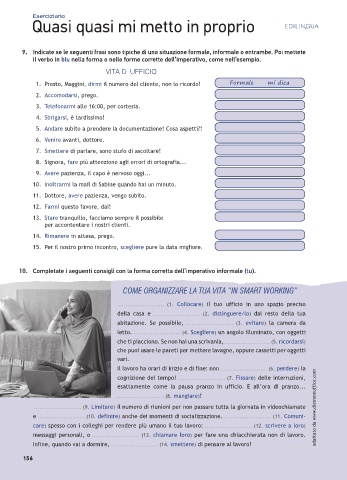 Eserciziario
Quasi quasi mi metto in proprio
EDILINGUA
9. Indicate se le seguenti frasi sono tipiche di una situazione formale, informale o entrambe. Poi mettete
il verbo in blu nella forma o nelle forme corrette dell'imperativo, come nell'esempio.
VITA D'UFFICIO
1. Presto, Maggini, dirmi il numero del cliente, non lo ricordo!
Formale mi dica
2. Accomodarsi, prego.
3. Telefonarmi alle 16:00, per cortesia.
4. Sbrigarsi, è tardissimo!
5. Andare subito a prendere la documentazione! Cosa aspetti?!
6. Venire avanti, dottore.
7. Smettere di parlare, sono stufo di ascoltare!
8. Signora, fare più attenzione agli errori di ortografia...
9. Avere pazienza, il capo è nervoso oggi...
10. Inoltrarmi la mail di Sabine quando hai un minuto.
11. Dottore, avere pazienza, vengo subito.
12. Farmi questo favore, dai!
13. Stare tranquillo, facciamo sempre il possibile
per accontentare i nostri clienti.
14. Rimanere in attesa, prego.
15. Per il nostro primo incontro, scegliere pure la data migliore.
10. Completate i seguenti consigli con la forma corretta dell'imperativo informale (tu).
COME ORGANIZZARE LA TUA VITA "IN SMART WORKING"
.................... (1. Collocare) il tuo ufficio in uno spazio preciso
della casa e .................... (2. distinguere/lo) dal resto della tua
abitazione. Se possibile, .................... (3. evitare) la camera da
letto. .................... (4. Scegliere) un angolo illuminato, con oggetti
che ti piacciono. Se non hai una scrivania, .................... (5. ricordarsi)
che puoi usare le pareti per mettere lavagne, oppure cassetti per oggetti
vari.
Il lavoro ha orari di inizio e di fine: non .................... (6. perdere) la
cognizione del tempo! .................... (7. Fissare) delle interruzioni,
esattamente come la pausa pranzo in ufficio. E all'ora di pranzo...
.................... (8. mangiare)!
.................... (9. Limitare) il numero di riunioni per non passare tutta la giornata in videochiamate
e .................... (10. definire) anche dei momenti di socializzazione. .................... (11. Comuni-
care) spesso con i colleghi per rendere più umano il tuo lavoro: .................... (12. scrivere a loro)
messaggi personali, o .................... (13. chiamare loro) per fare una chiacchierata non di lavoro.
Infine, quando vai a dormire, .................... (14. smettere) di pensare al lavoro!
156